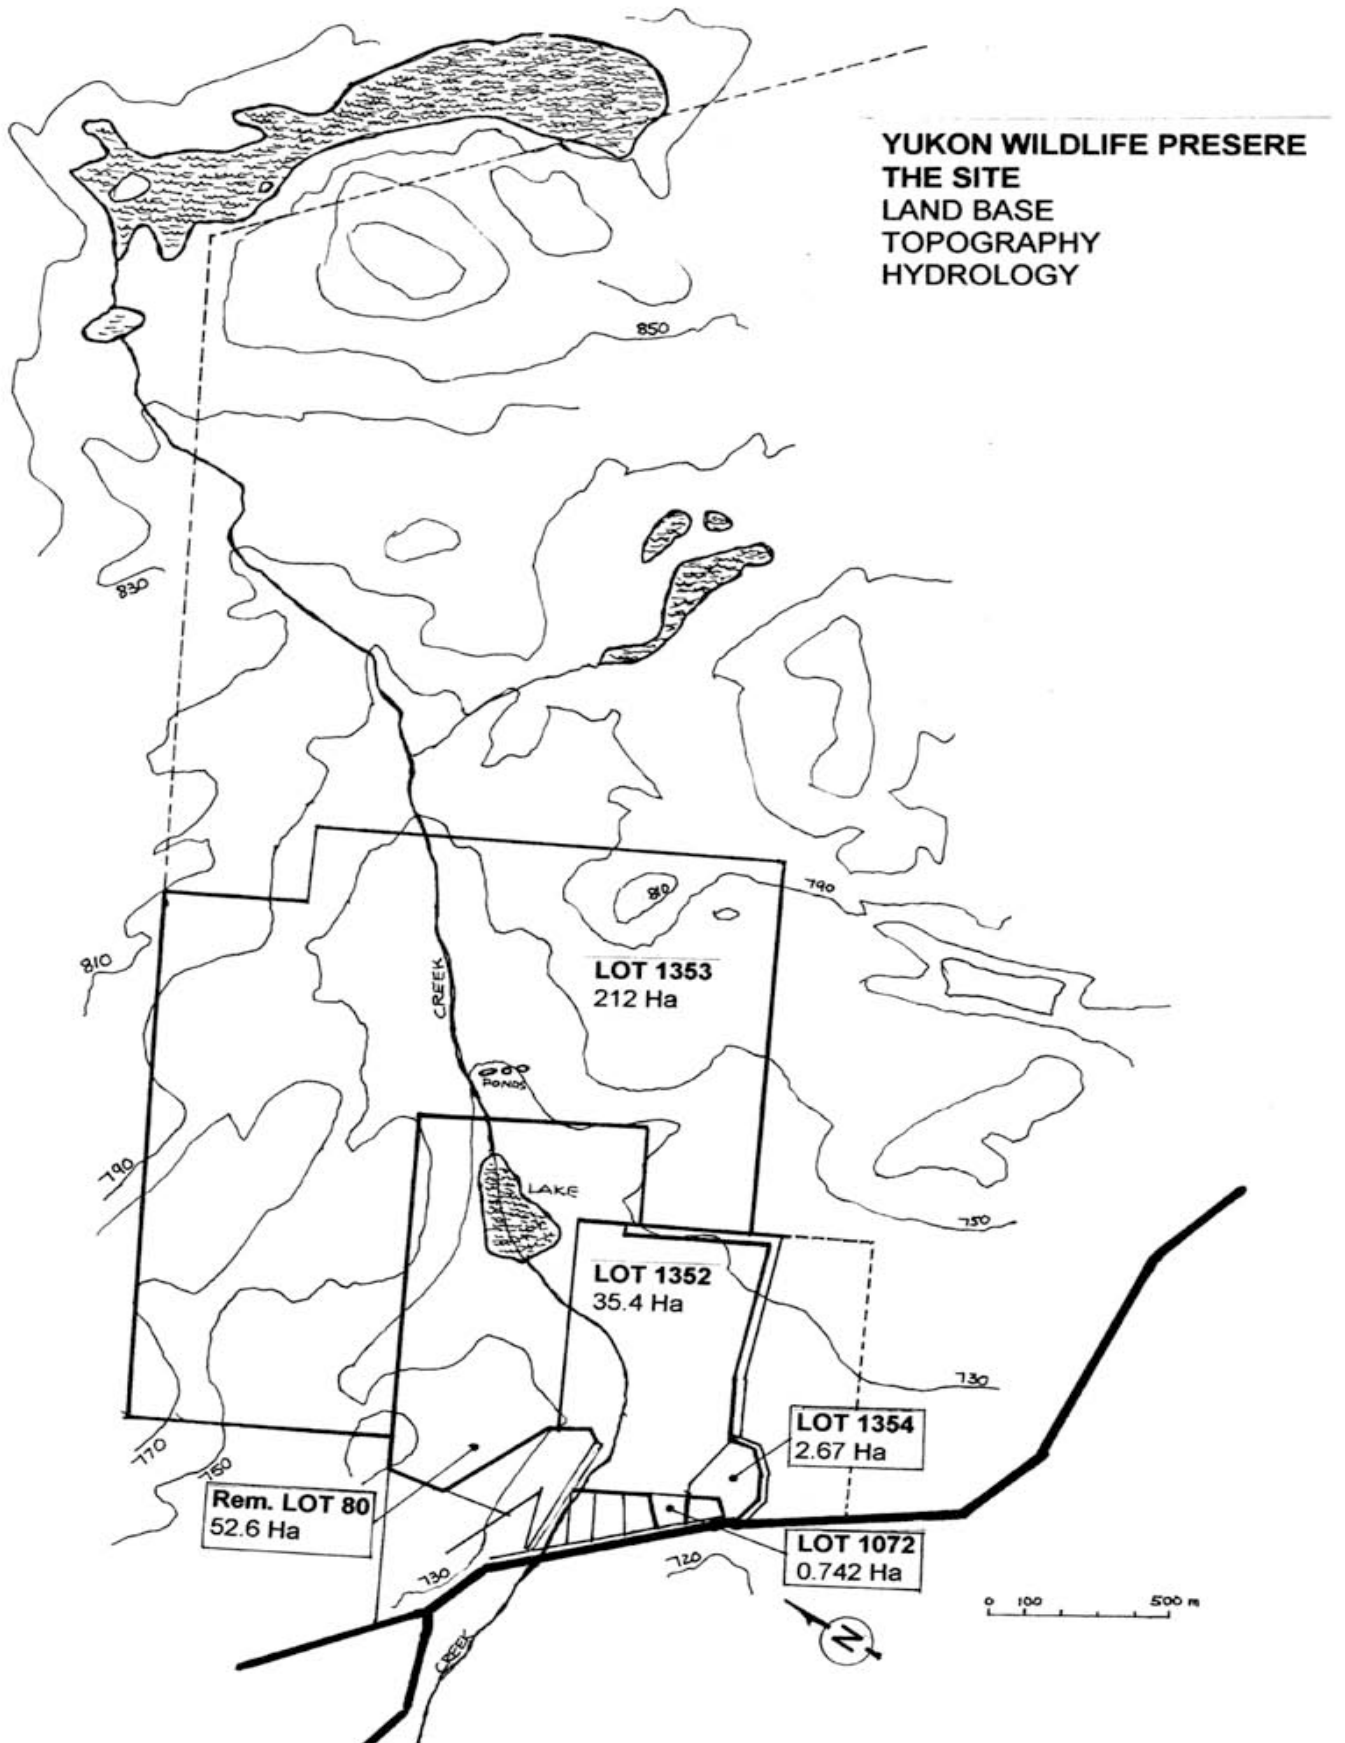 YUKON WILDLIFE PRESERE
THE SITE
LAND BASE
TOPOGRAPHY
HYDROLOGY
850
830
810
790
810
LOT 1353
212 Ha
CREEK
PONDS
790
LAKE
750
LOT 1352
35.4 Ha
730
LOT 1354
2.67 Ha
770
760
Rem. LOT 80
52.6 Ha
LOT 1072
0.742 Ha
720
730
0 100 500 m
N
CREEK